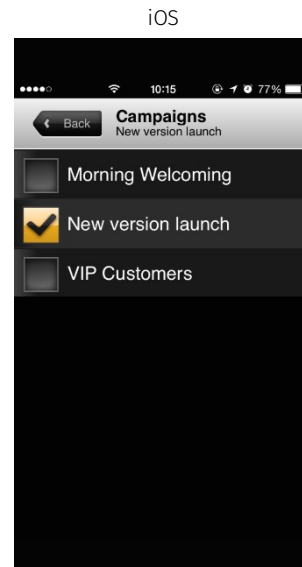 iOS
10:15 77%
Back
Campaigns
New version launch
Morning Welcoming
New version launch
VIP Customers